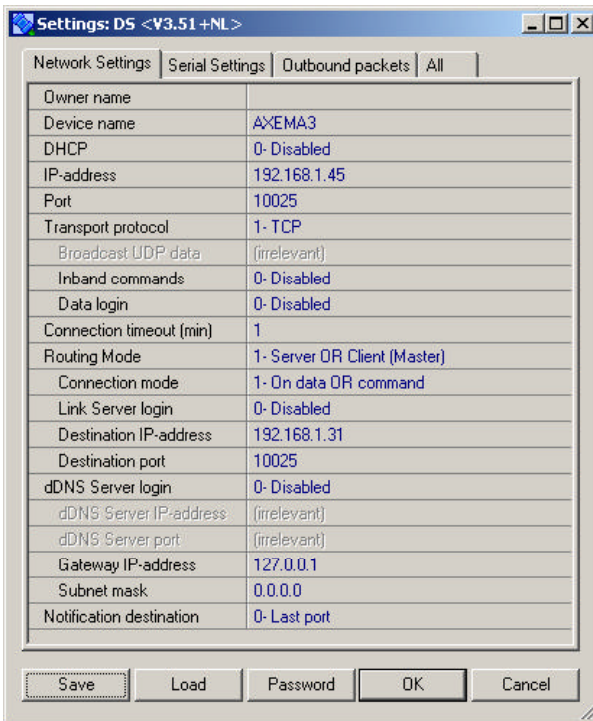 Settings: DS <V3.51+NL>
Network Settings Serial Settings Outbound packets All
Owner name
Device name AXEMA3
DHCP 0- Disabled
IP-address 192.168.1.45
Port 10025
Transport protocol 1- TCP
Broadcast UDP data (irrelevant)
Inband commands 0- Disabled
Data login 0- Disabled
Connection timeout (min) 1
Routing Mode 1- Server OR Client (Master)
Connection mode 1- On data OR command
Link Server login 0- Disabled
Destination IP-address 192.168.1.31
Destination port 10025
dDNS Server login 0- Disabled
dDNS Server IP-address (irrelevant)
dDNS Server port (irrelevant)
Gateway IP-address 127.0.0.1
Subnet mask 0.0.0.0
Notification destination 0- Last port
Save Load Password OK Cancel